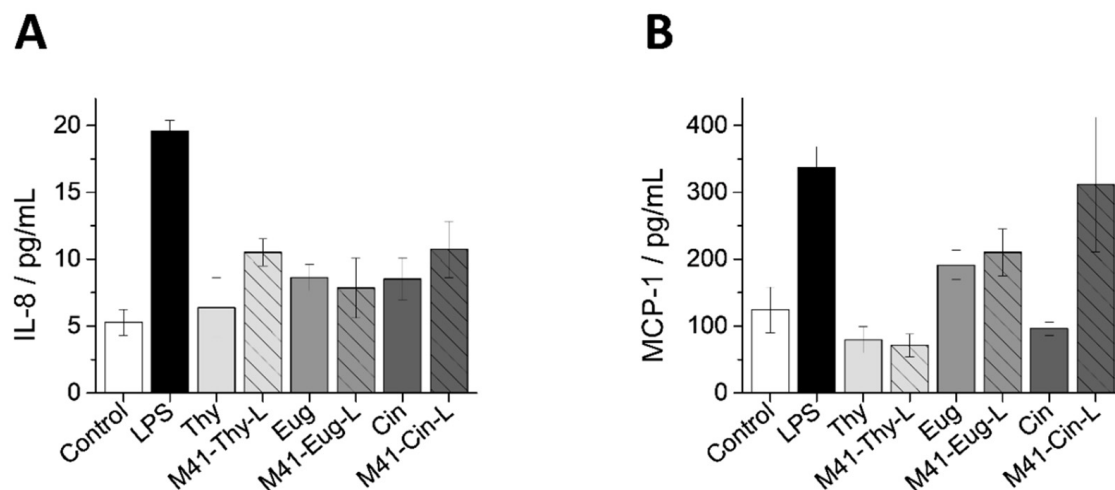 A
B
IL-8 / pg/mL
20
15
10
5
0
Control
LPS
Thy
M41-Thy-L
Eug
M41-Eug-L
Cin
M41-Cin-L
MCP-1 / pg/mL
400
300
200
100
0
Control
LPS
Thy
M41-Thy-L
Eug
M41-Eug-L
Cin
M41-Cin-L